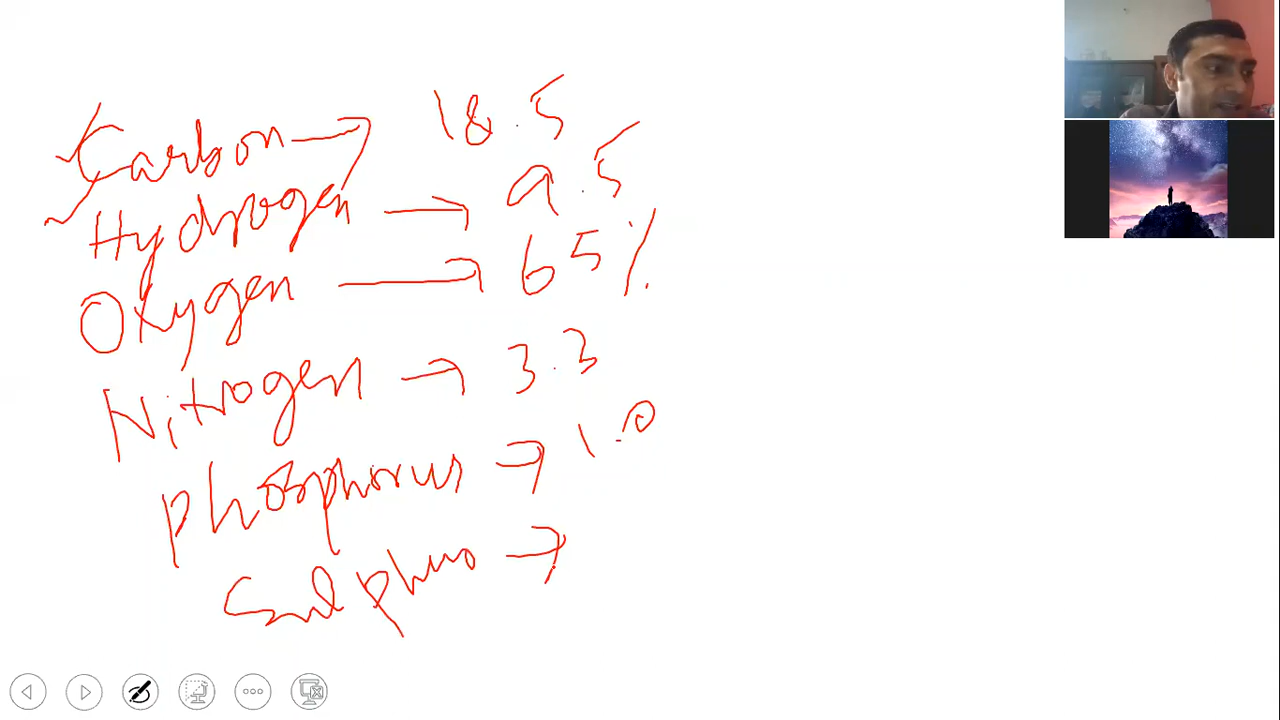 Carbon → 18.5
Hydrogen → 9.5
Oxygen → 65%
Nitrogen → 3.3
Phosphorus → 1.0
Sulphur →